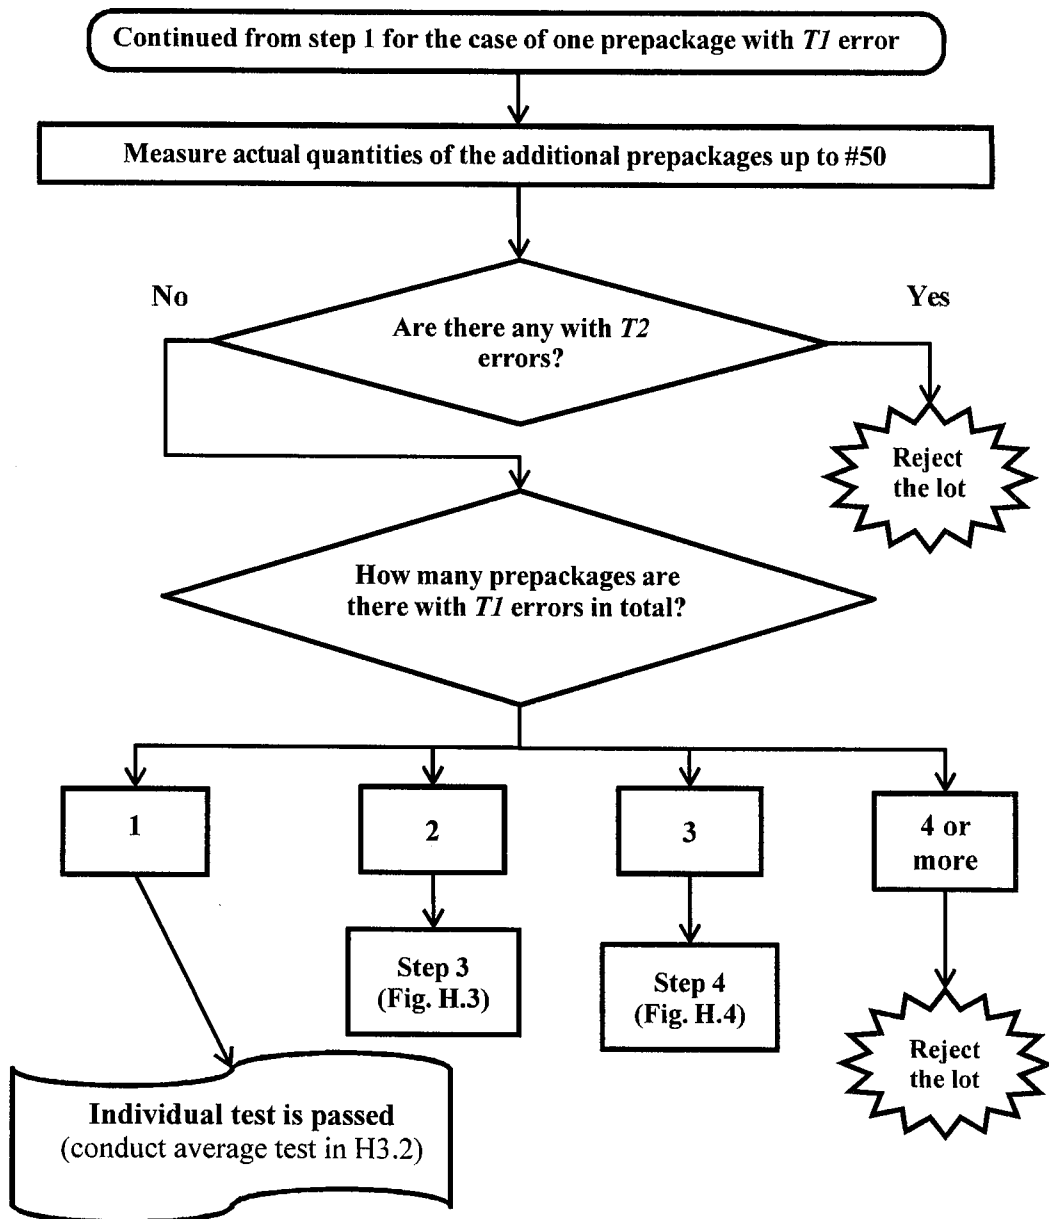 Continued from step 1 for the case of one prepackage with T1 error
Measure actual quantities of the additional prepackages up to #50
No
Yes
Are there any with T2
errors?
Reject
the lot
How many prepackages are
there with T1 errors in total?
1
2
3
4 or
more
Step 3
(Fig. H.3)
Step 4
(Fig. H.4)
Reject
the lot
Individual test is passed
(conduct average test in H3.2)